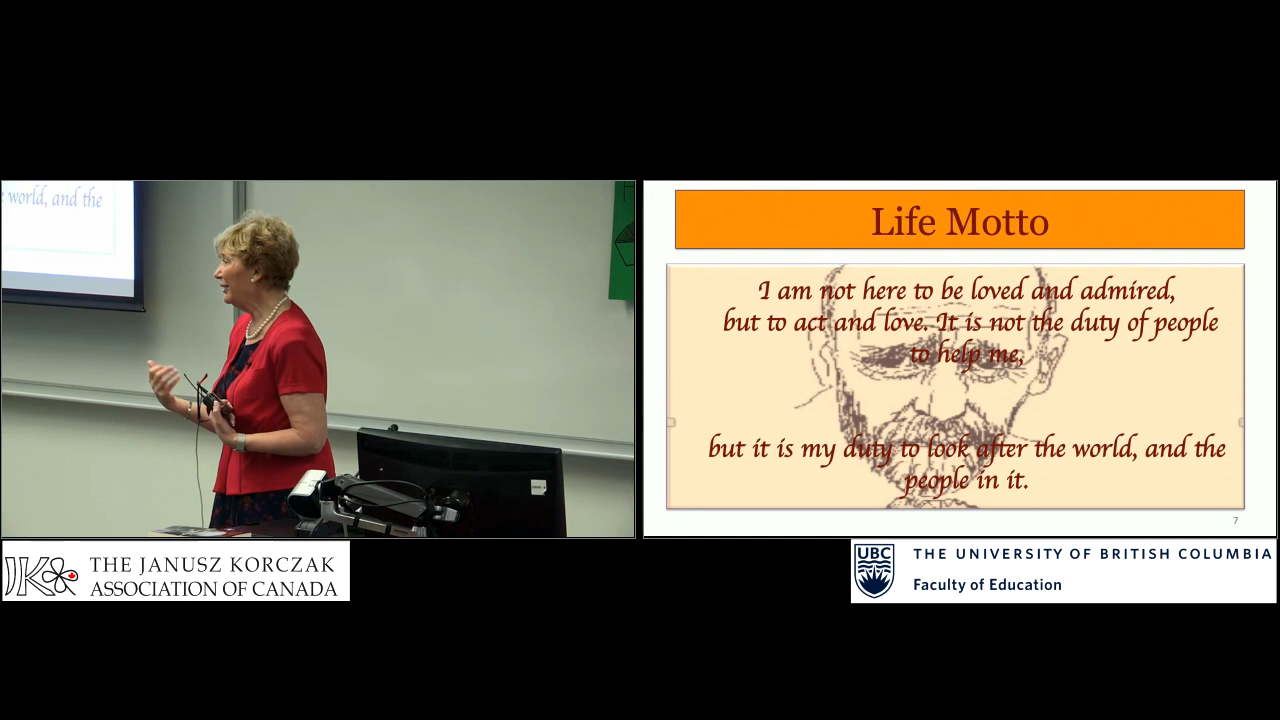 world, and the
Life Motto
I am not here to be loved and admired,
but to act and love. It is not the duty of people
to help me,
but it is my duty to look after the world, and the
people in it.
7
THE JANUSZ KORCZAK
ASSOCIATION OF CANADA
UBC
THE UNIVERSITY OF BRITISH COLUMBIA
Faculty of Education